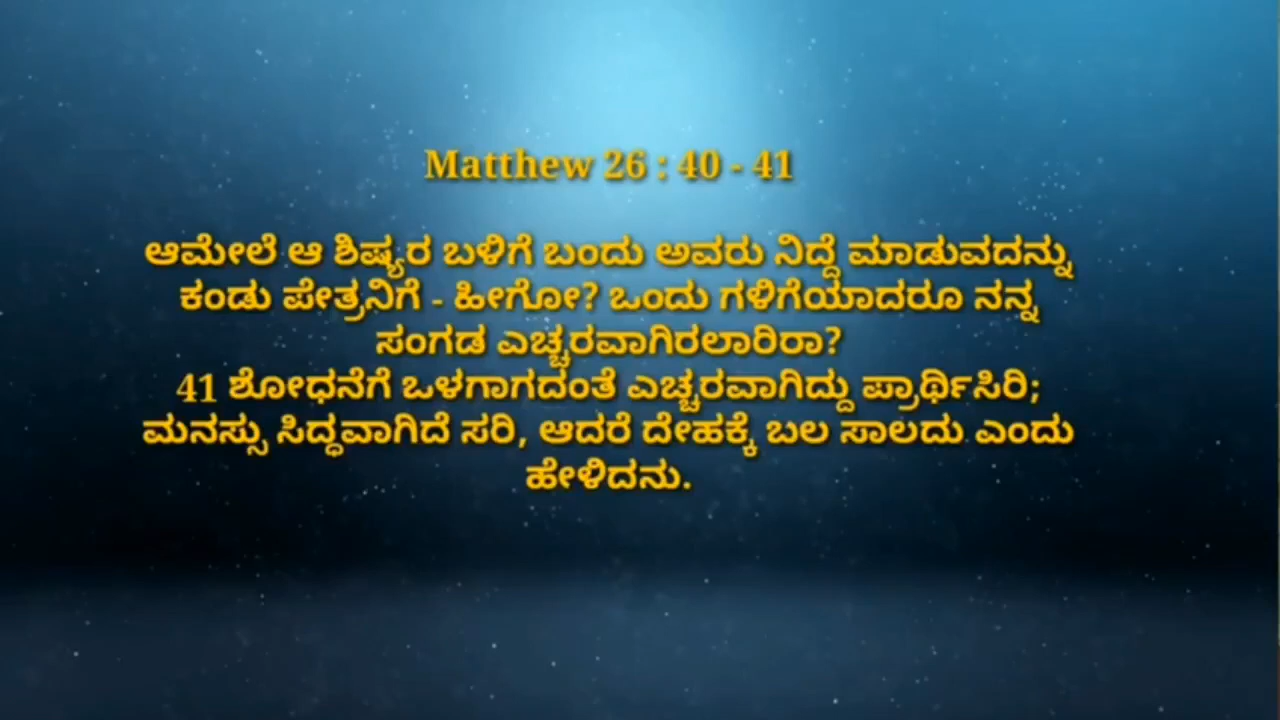 Matthew 26 : 40 - 41
ಆಮೇಲೆ ಆ ಶಿಷ್ಯರ ಬಳಿಗೆ ಬಂದು ಅವರು ನಿದ್ದೆ ಮಾಡುವದನ್ನು
ಕಂಡು ಪೇತ್ರನಿಗೆ - ಹೀಗೋ? ಒಂದು ಗಳಿಗೆಯಾದರೂ ನನ್ನ
ಸಂಗಡ ಎಚ್ಚರವಾಗಿರಲಾರಿರಾ?
41 ಶೋಧನೆಗೆ ಒಳಗಾಗದಂತೆ ಎಚ್ಚರವಾಗಿದ್ದು ಪ್ರಾರ್ಥಿಸಿರಿ;
ಮನಸ್ಸು ಸಿದ್ಧವಾಗಿದೆ ಸರಿ, ಆದರೆ ದೇಹಕ್ಕೆ ಬಲ ಸಾಲದು ಎಂದು
ಹೇಳಿದನು.